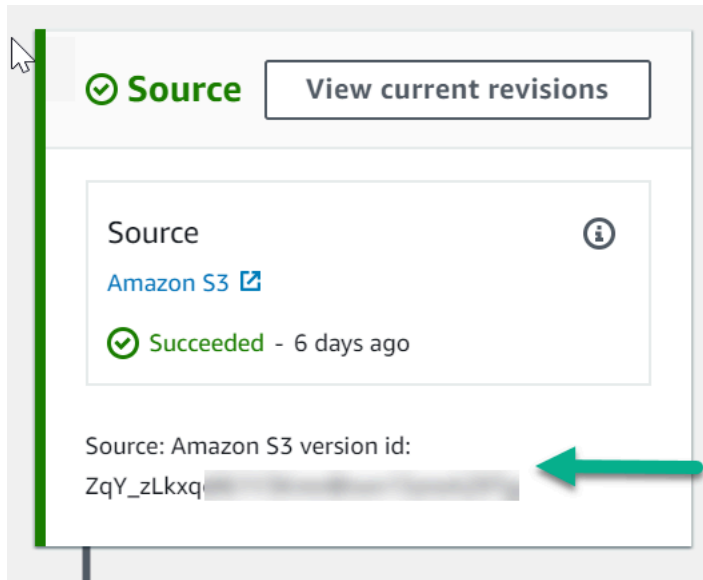 Source
View current revisions
Source
Amazon S3
Succeeded - 6 days ago
Source: Amazon S3 version id:
ZqY_zLkxq